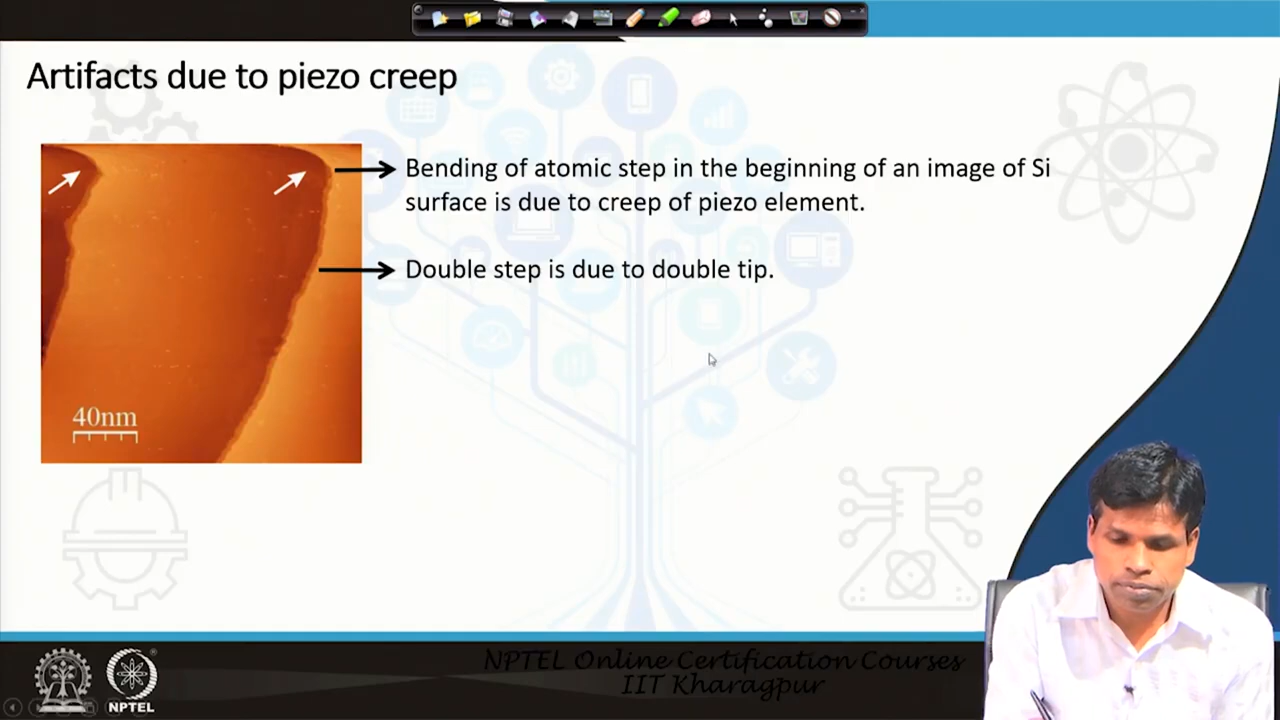 Artifacts due to piezo creep
Bending of atomic step in the beginning of an image of Si
surface is due to creep of piezo element.
Double step is due to double tip.
40nm
NPTEL Online Certification Courses
IIT Kharagpur
NPTEL